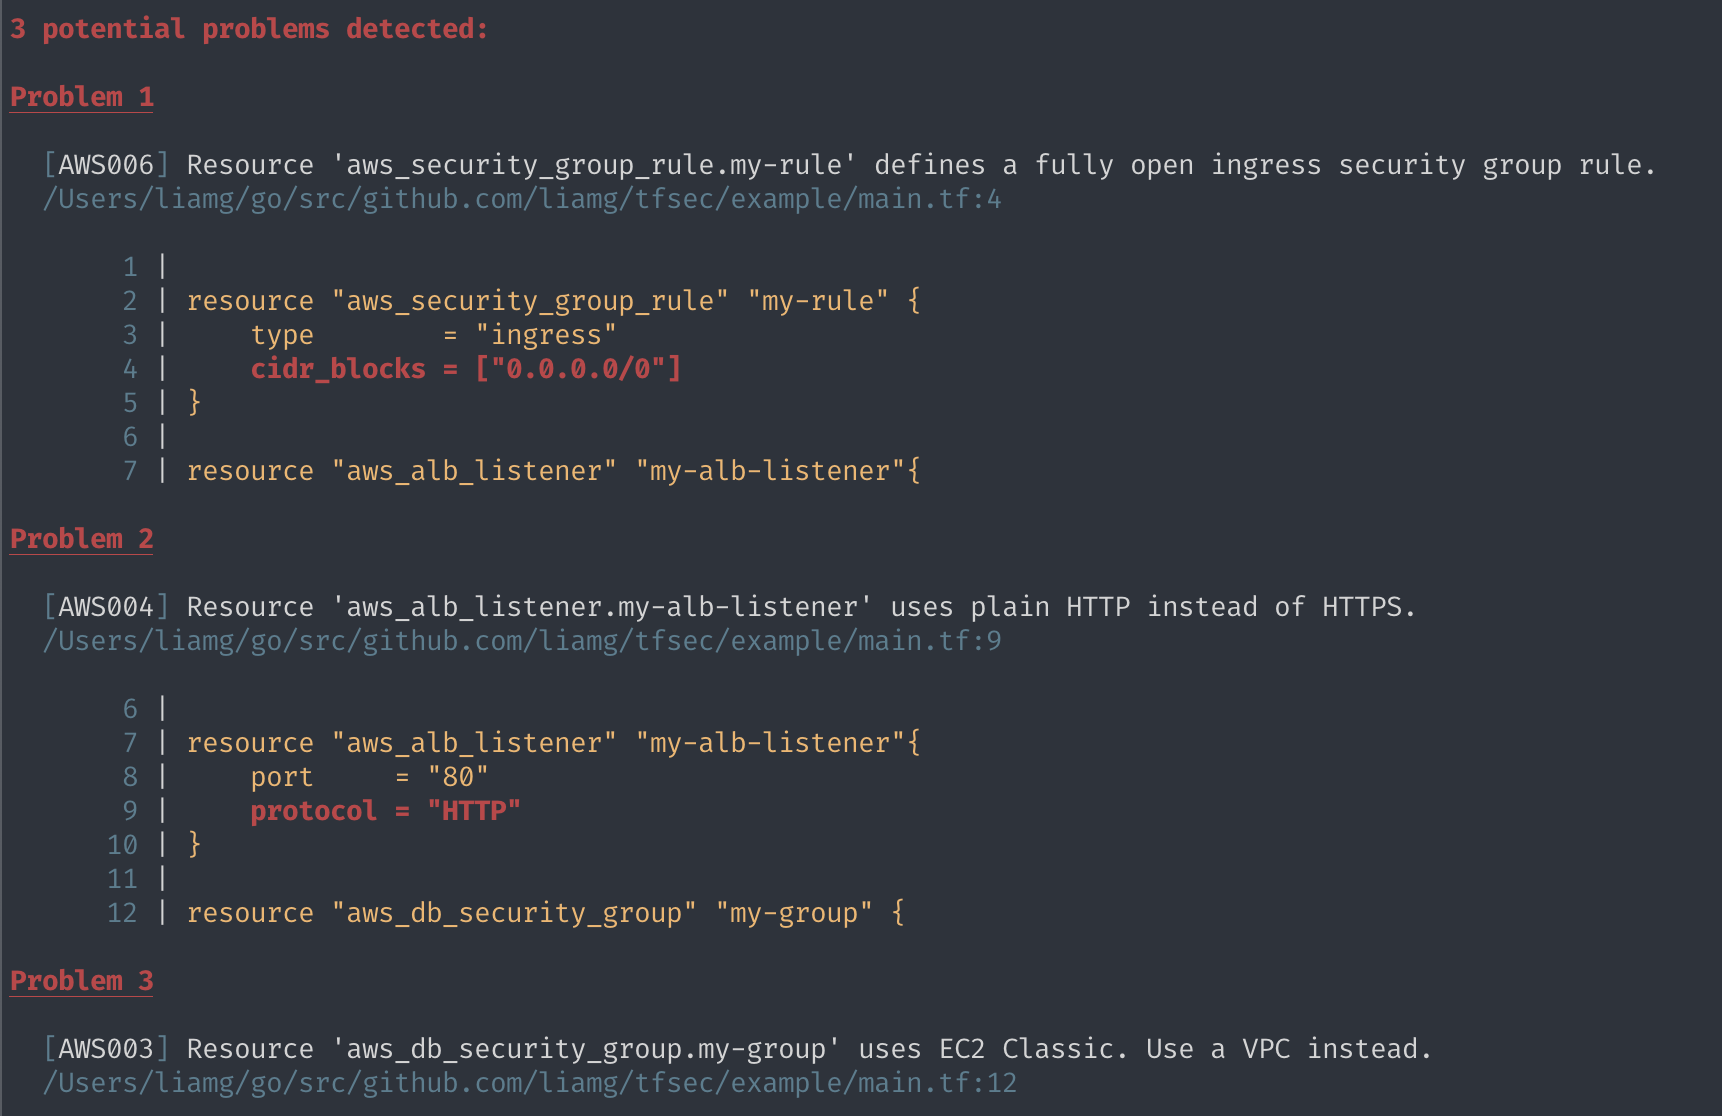 3 potential problems detected:
Problem 1
[AWS006] Resource 'aws_security_group_rule.my-rule' defines a fully open ingress security group rule.
/Users/liamg/go/src/github.com/liamg/tfsec/example/main.tf:4
1 |
2 | resource "aws_security_group_rule" "my-rule" {
3 |     type        = "ingress"
4 |     cidr_blocks = ["0.0.0.0/0"]
5 | }
6 |
7 | resource "aws_alb_listener" "my-alb-listener"{
Problem 2
[AWS004] Resource 'aws_alb_listener.my-alb-listener' uses plain HTTP instead of HTTPS.
/Users/liamg/go/src/github.com/liamg/tfsec/example/main.tf:9
6 |
7 | resource "aws_alb_listener" "my-alb-listener"{
8 |     port     = "80"
9 |     protocol = "HTTP"
10 | }
11 |
12 | resource "aws_db_security_group" "my-group" {
Problem 3
[AWS003] Resource 'aws_db_security_group.my-group' uses EC2 Classic. Use a VPC instead.
/Users/liamg/go/src/github.com/liamg/tfsec/example/main.tf:12